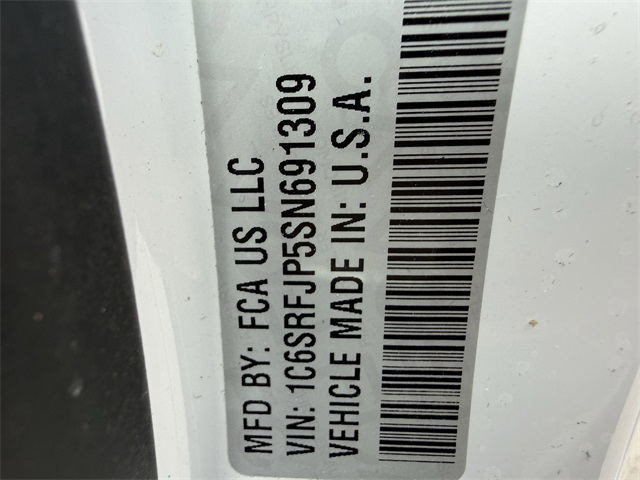 MFD BY: FCA US LLC
VIN: 1C6SRFJP5SN691309
VEHICLE MADE IN: U.S.A.